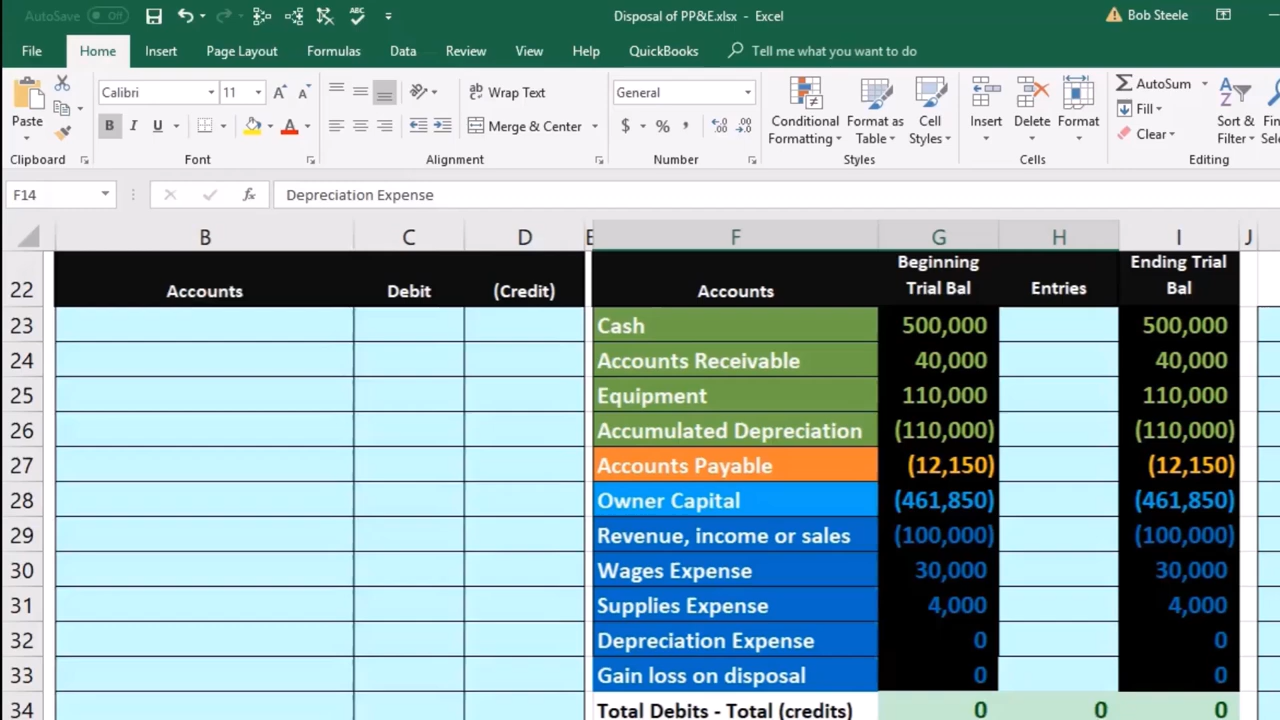 AutoSave Off Disposal of PP&E.xlsx - Excel Bob Steele
File Home Insert Page Layout Formulas Data Review View Help QuickBooks Tell me what you want to do
Paste
Clipboard
Calibri 11
B I U
Font
Wrap Text
Merge & Center
Alignment
General
$ % ,
Number
Conditional Formatting
Format as Table
Cell Styles
Styles
Insert Delete Format
Cells
AutoSum
Fill
Clear
Sort & Filter
Editing
F14 fx Depreciation Expense
B C D F G H I J
22 Accounts Debit (Credit) Accounts Beginning Trial Bal Entries Ending Trial Bal
23 Cash 500,000 500,000
24 Accounts Receivable 40,000 40,000
25 Equipment 110,000 110,000
26 Accumulated Depreciation (110,000) (110,000)
27 Accounts Payable (12,150) (12,150)
28 Owner Capital (461,850) (461,850)
29 Revenue, income or sales (100,000) (100,000)
30 Wages Expense 30,000 30,000
31 Supplies Expense 4,000 4,000
32 Depreciation Expense 0 0
33 Gain loss on disposal 0 0
34 Total Debits - Total (credits) 0 0 0